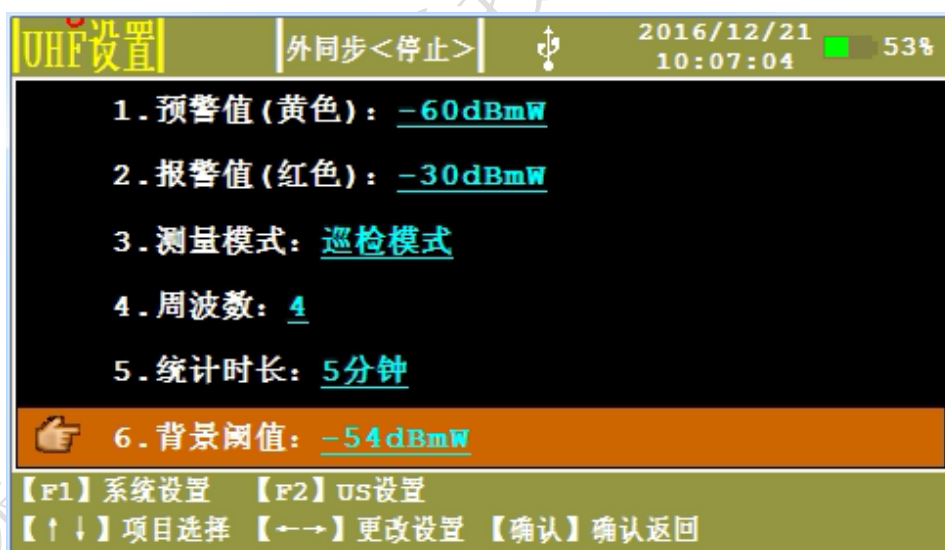 UHF设置 外同步<停止> 2016/12/21 53%
10:07:04
1.预警值(黄色): -60dBmW
2.报警值(红色): -30dBmW
3.测量模式: 巡检模式
4.周波数: 4
5.统计时长: 5分钟
6.背景阈值: -54dBmW
【F1】系统设置 【F2】US设置
【↑↓】项目选择 【←→】更改设置 【确认】确认返回